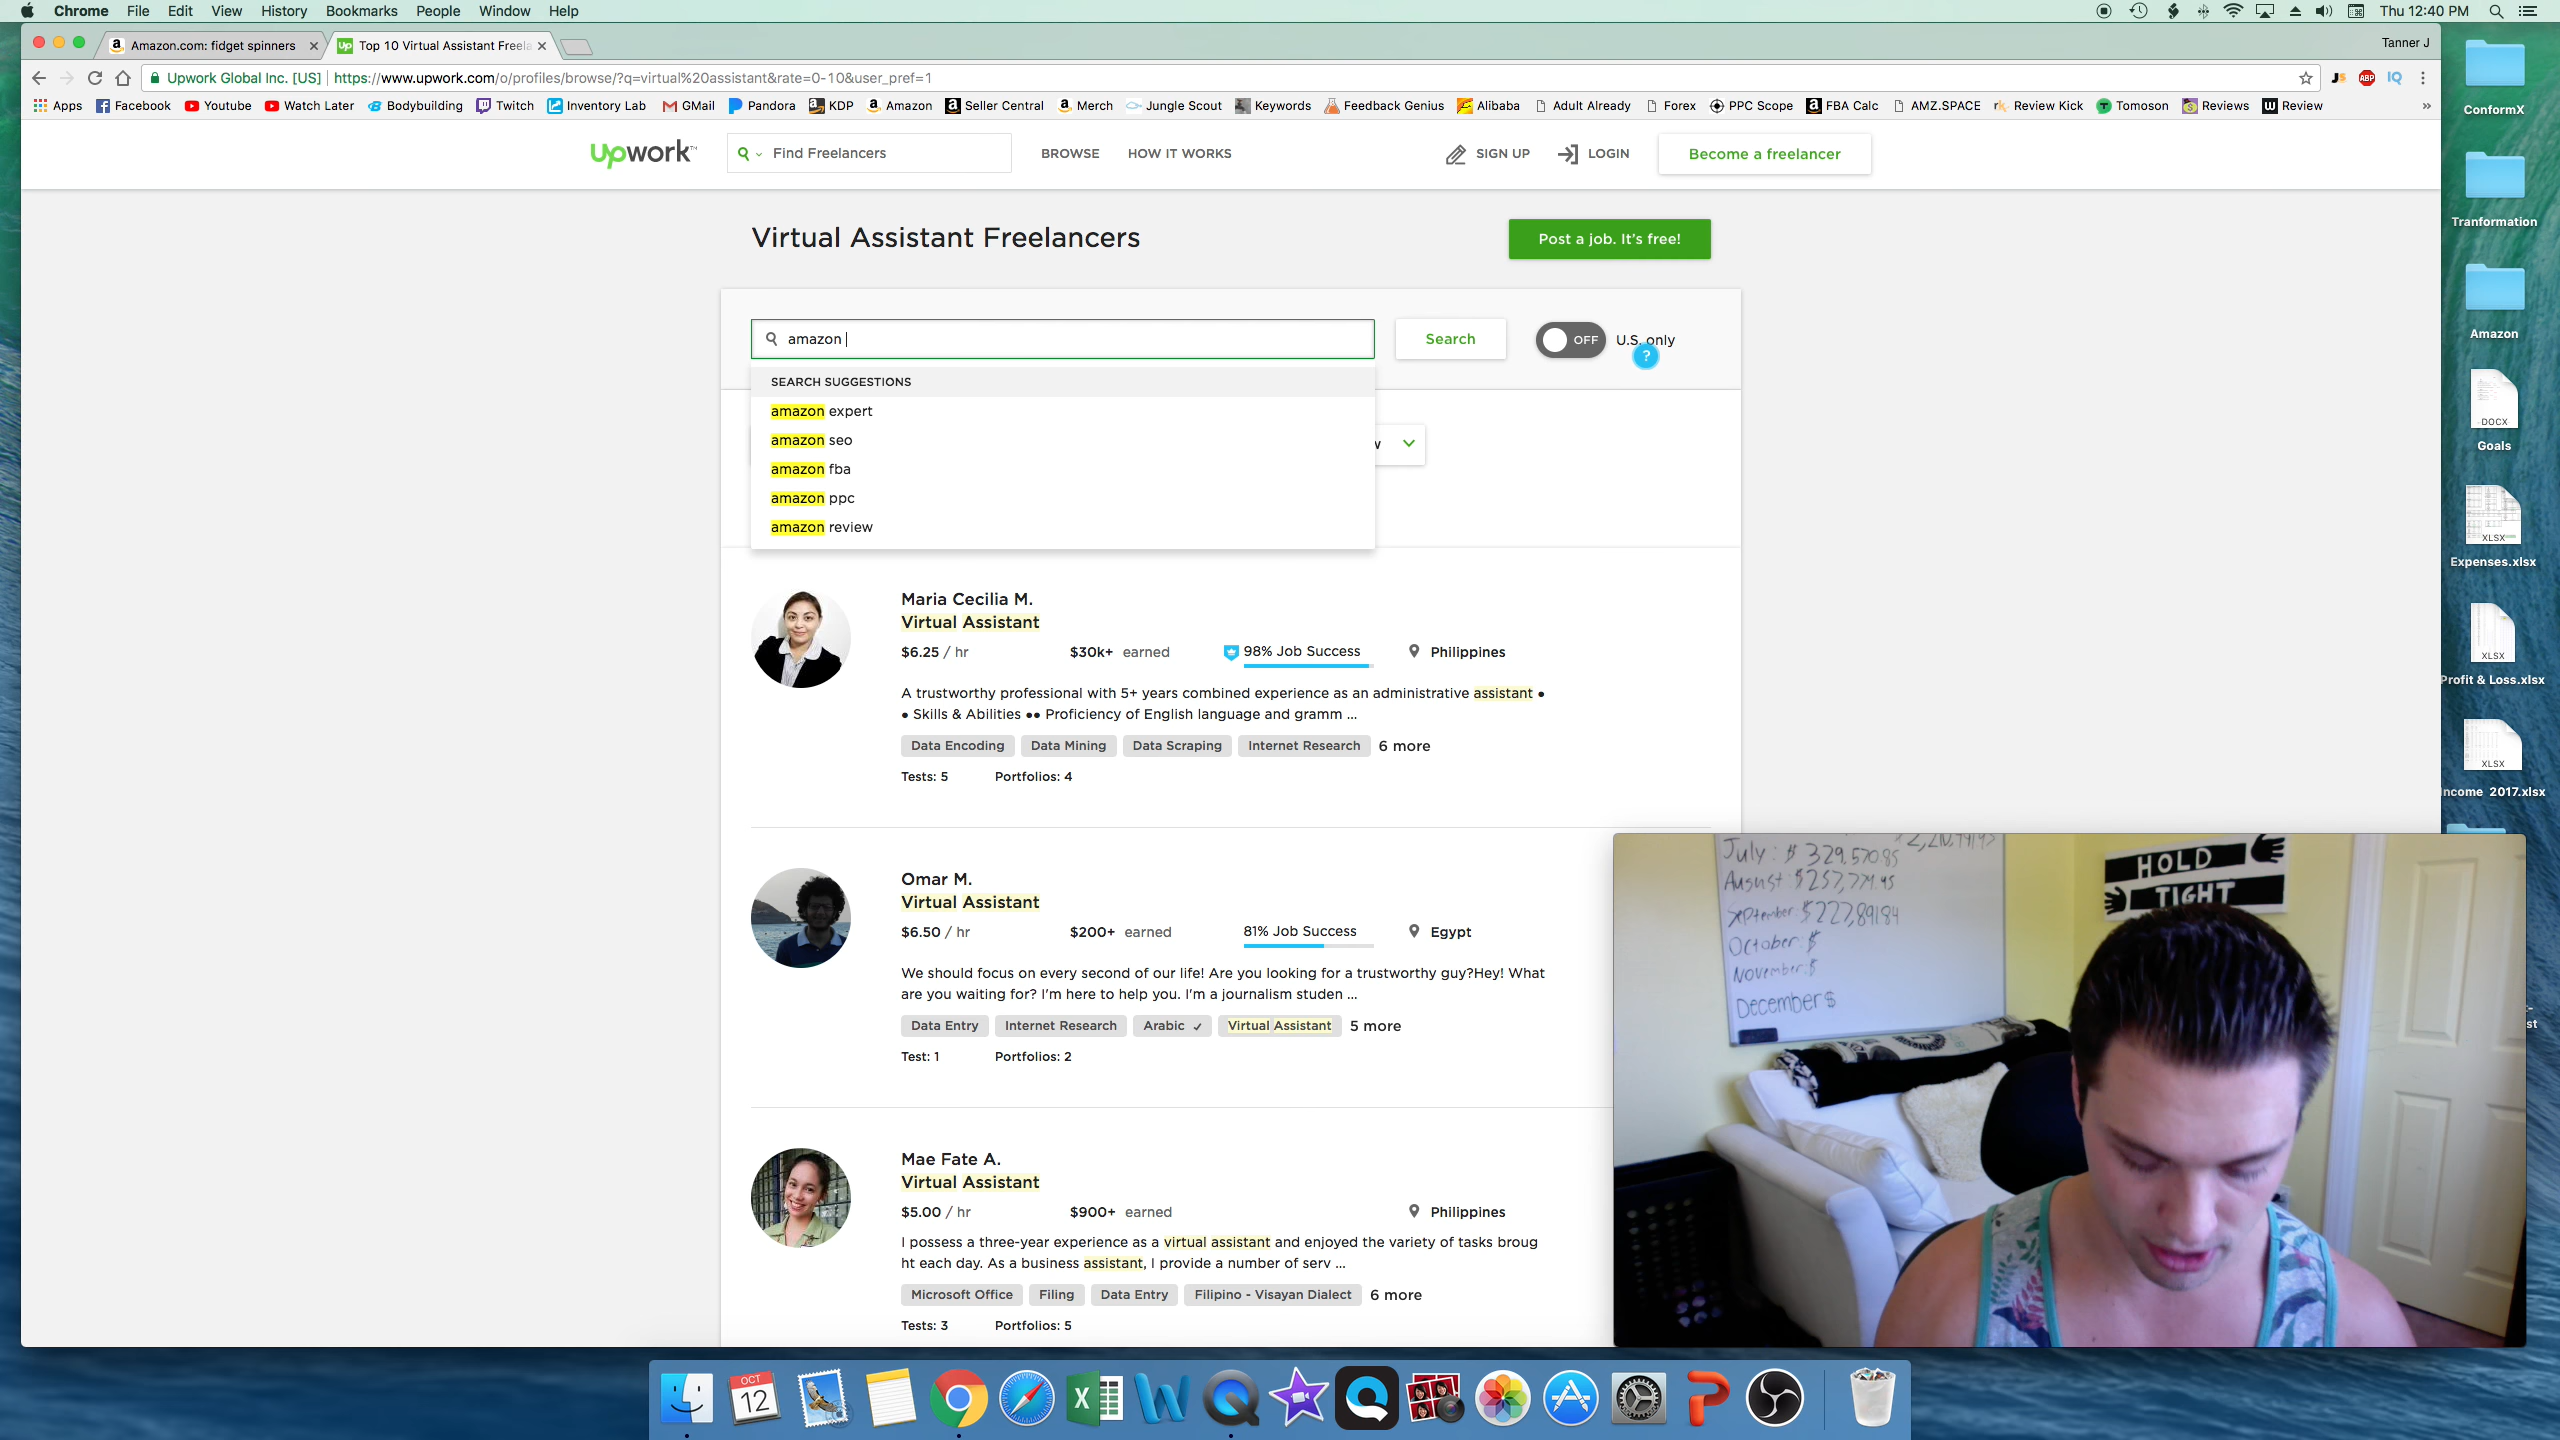 Chrome File Edit View History Bookmarks People Window Help
Thu 12:40 PM
Amazon.com: fidget spinners
Top 10 Virtual Assistant Freela
Tanner J
Upwork Global Inc. [US] https://www.upwork.com/o/profiles/browse/?q=virtual%20assistant&rate=0-10&user_pref=1
Apps Facebook Youtube Watch Later Bodybuilding Twitch Inventory Lab GMail Pandora KDP Amazon Seller Central Merch Jungle Scout Keywords Feedback Genius Alibaba Adult Already Forex PPC Scope FBA Calc AMZ.SPACE Review Kick Tomoson Reviews Review
upwork
Find Freelancers
BROWSE HOW IT WORKS
SIGN UP LOGIN
Become a freelancer
Virtual Assistant Freelancers
Post a job. It's free!
amazon
Search
OFF U.S. only
?
SEARCH SUGGESTIONS
amazon expert
amazon seo
amazon fba
amazon ppc
amazon review
Maria Cecilia M.
Virtual Assistant
$6.25 / hr $30k+ earned 98% Job Success Philippines
A trustworthy professional with 5+ years combined experience as an administrative assistant ●
● Skills & Abilities ●● Proficiency of English language and gramm ...
Data Encoding Data Mining Data Scraping Internet Research 6 more
Tests: 5 Portfolios: 4
Omar M.
Virtual Assistant
$6.50 / hr $200+ earned 81% Job Success Egypt
We should focus on every second of our life! Are you looking for a trustworthy guy?Hey! What
are you waiting for? I'm here to help you. I'm a journalism studen ...
Data Entry Internet Research Arabic Virtual Assistant 5 more
Test: 1 Portfolios: 2
Mae Fate A.
Virtual Assistant
$5.00 / hr $900+ earned Philippines
I possess a three-year experience as a virtual assistant and enjoyed the variety of tasks broug
ht each day. As a business assistant, I provide a number of serv ...
Microsoft Office Filing Data Entry Filipino - Visayan Dialect 6 more
Tests: 3 Portfolios: 5
ConformX
Tranformation
Amazon
DOCX
Goals
XLSX
Expenses.xlsx
XLSX
Profit & Loss.xlsx
XLSX
ncome 2017.xlsx
st
July: $ 329,570.85
August: $257,774.45
September: $227,891.84
October: $
November: $
December $
HOLD
TIGHT
OCT
12